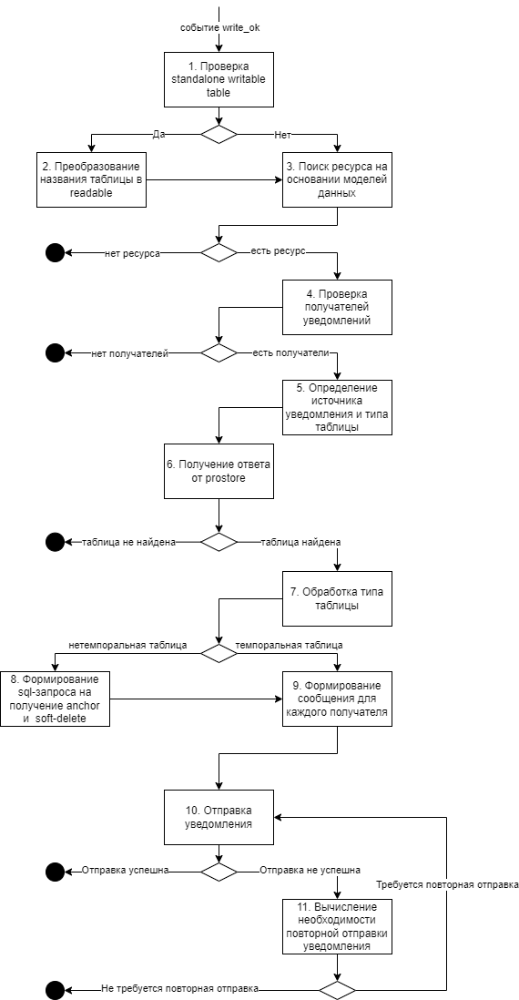 событие write_ok
1. Проверка
standalone writable
table
Да
Нет
2. Преобразование
названия таблицы в
readable
3. Поиск ресурса на
основании моделей
данных
нет ресурса
есть ресурс
4. Проверка
получателей
уведомлений
нет получателей
есть получатели
5. Определение
источника
уведомления и типа
таблицы
6. Получение ответа
от prostore
таблица не найдена
таблица найдена
7. Обработка типа
таблицы
нетемпоральная таблица
темпоральная таблица
8. Формирование
sql-запроса на
получение anchor
и soft-delete
9. Формирование
сообщения для
каждого получателя
10. Отправка
уведомления
Отправка успешна
Отправка не успешна
Требуется повторная отправка
11. Вычисление
необходимости
повторной отправки
уведомления
Не требуется повторная отправка